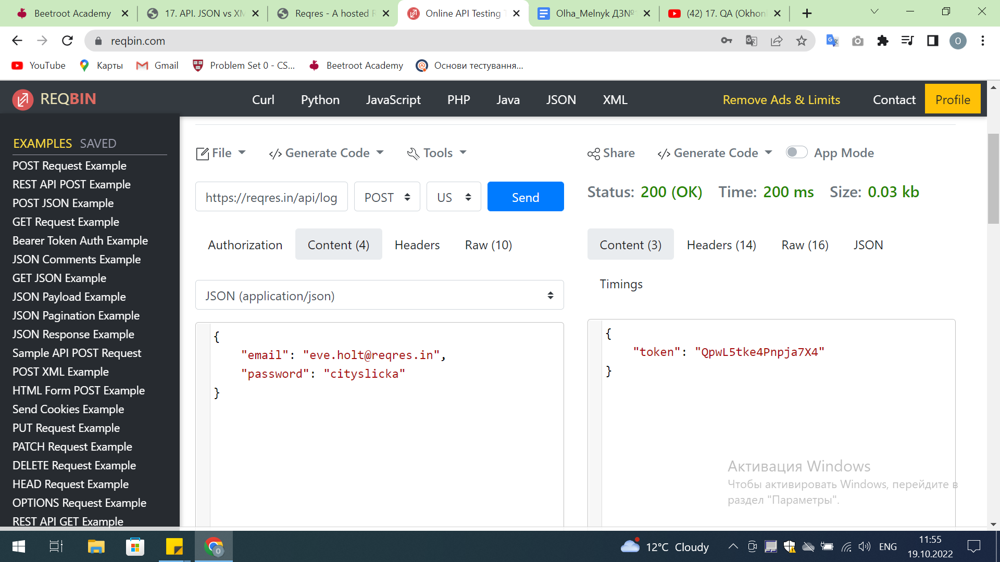 Beetroot Academy
17. API. JSON vs XM
Reqres - A hosted R
Online API Testing T
Olha_Melnyk ДЗ№
(42) 17. QA (Okhon
reqbin.com
O
YouTube
Карты
Gmail
Problem Set 0 - CS...
Beetroot Academy
Основи тестування...
REQBIN
Curl
Python
JavaScript
PHP
Java
JSON
XML
Remove Ads & Limits
Contact
Profile
EXAMPLES SAVED
POST Request Example
REST API POST Example
POST JSON Example
GET Request Example
Bearer Token Auth Example
JSON Comments Example
GET JSON Example
JSON Payload Example
JSON Pagination Example
JSON Response Example
Sample API POST Request
POST XML Example
HTML Form POST Example
Send Cookies Example
PUT Request Example
PATCH Request Example
DELETE Request Example
HEAD Request Example
OPTIONS Request Example
REST API GET Example
File
</> Generate Code
Tools
https://reqres.in/api/log
POST
US
Send
Authorization
Content (4)
Headers
Raw (10)
JSON (application/json)
{
"email": "eve.holt@reqres.in",
"password": "cityslicka"
}
Share
</> Generate Code
App Mode
Status: 200 (OK) Time: 200 ms Size: 0.03 kb
Content (3)
Headers (14)
Raw (16)
JSON
Timings
{
"token": "QpwL5tke4Pnpja7X4"
}
Активация Windows
Чтобы активировать Windows, перейдите в
раздел "Параметры".
12°C Cloudy
ENG
11:55
19.10.2022